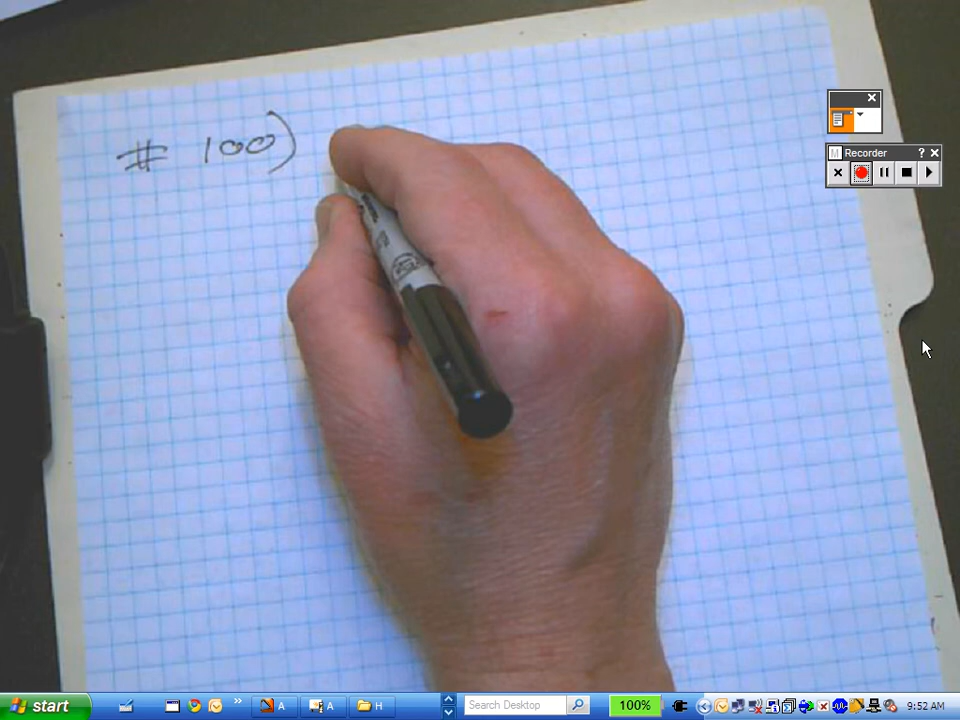 # 100)
Recorder
start
A
A
H
Search Desktop
100%
9:52 AM